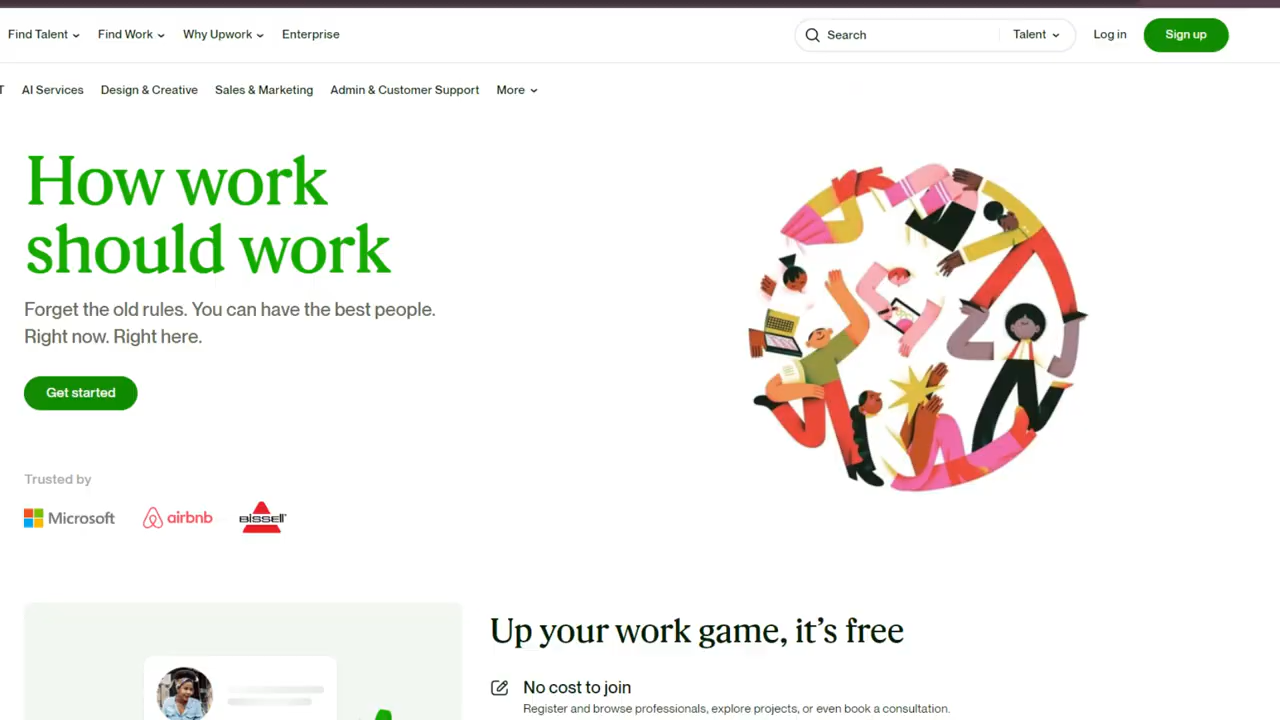 Find Talent
Find Work
Why Upwork
Enterprise
Search
Talent
Log in
Sign up
T
AI Services
Design & Creative
Sales & Marketing
Admin & Customer Support
More
How work
should work
Forget the old rules. You can have the best people.
Right now. Right here.
Get started
Trusted by
Microsoft
airbnb
BISSELL
Up your work game, it's free
No cost to join
Register and browse professionals, explore projects, or even book a consultation.